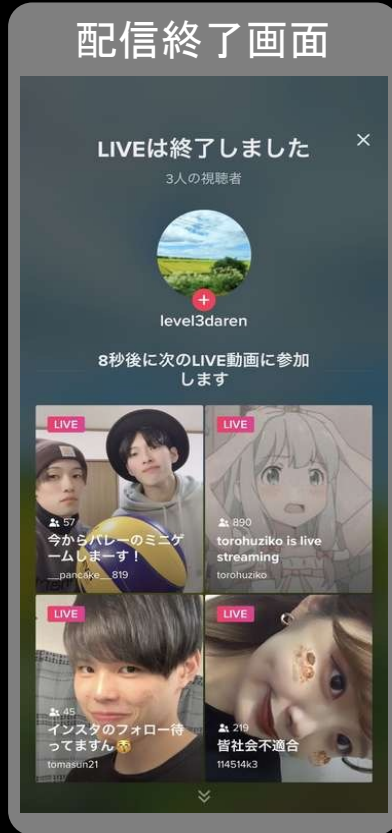 配信終了画面
LIVEは終了しました
3人の視聴者
level3daren
8秒後に次のLIVE動画に参加
します
LIVE
57
今からバレーのミニゲ
ームしまーす!
__pancake__819
LIVE
890
torohuziko is live
streaming
torohuziko
LIVE
45
インスタのフォロー待
ってますん
tomasun21
LIVE
219
皆社会不適合
114514k3